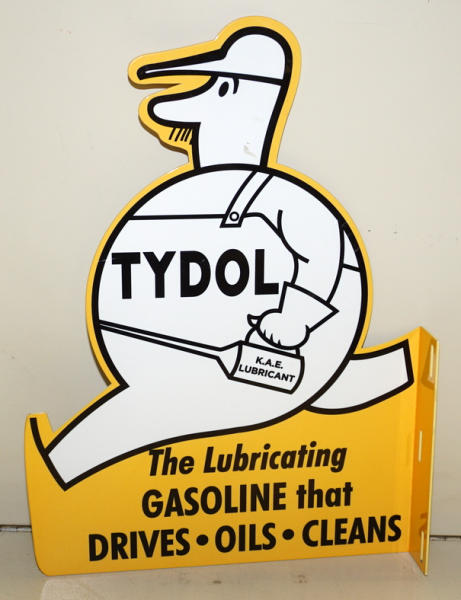 TYDOL
K.A.E.
LUBRICANT
The Lubricating
GASOLINE that
DRIVES • OILS • CLEANS